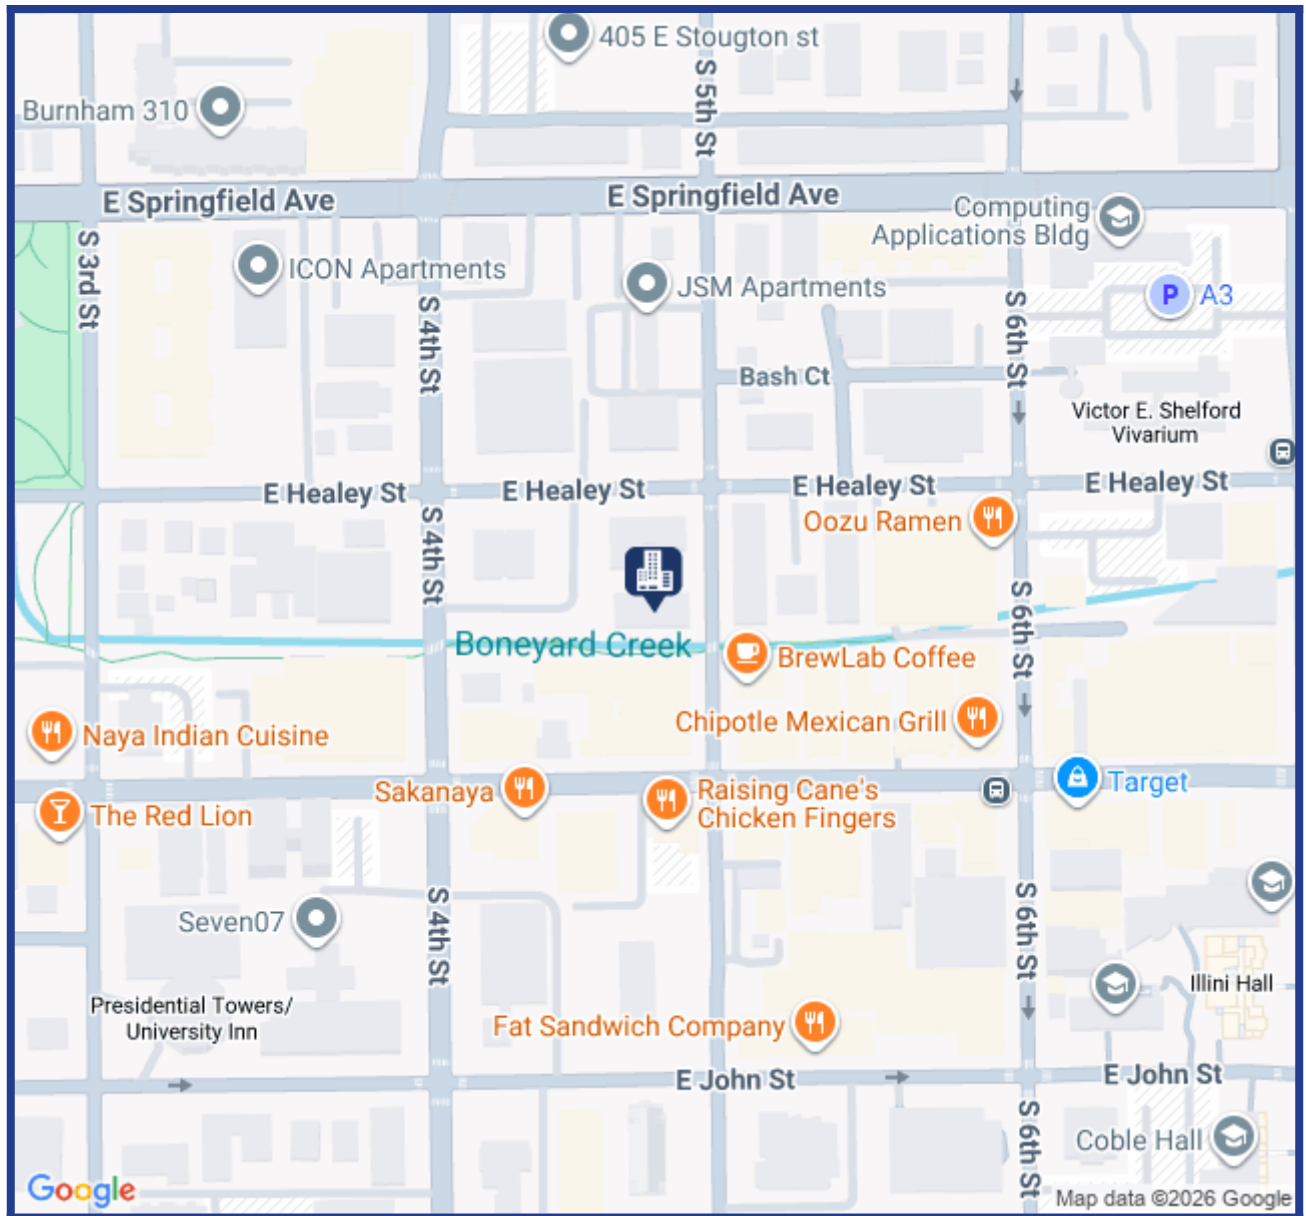 405 E Stougton st
Burnham 310
S 5th St
E Springfield Ave
E Springfield Ave
Computing
Applications Bldg
S 3rd St
ICON Apartments
JSM Apartments
P
A3
S 4th St
S 6th St
Bash Ct
Victor E. Shelford
Vivarium
E Healey St
E Healey St
E Healey St
E Healey St
Oozu Ramen
S 4th St
S 6th St
Boneyard Creek
BrewLab Coffee
Chipotle Mexican Grill
Naya Indian Cuisine
Sakanaya
Raising Cane's
Chicken Fingers
Target
The Red Lion
Seven07
S 4th St
S 6th St
Illini Hall
Presidential Towers/
University Inn
Fat Sandwich Company
E John St
E John St
S 6th St
Coble Hall
Google
Map data ©2026 Google